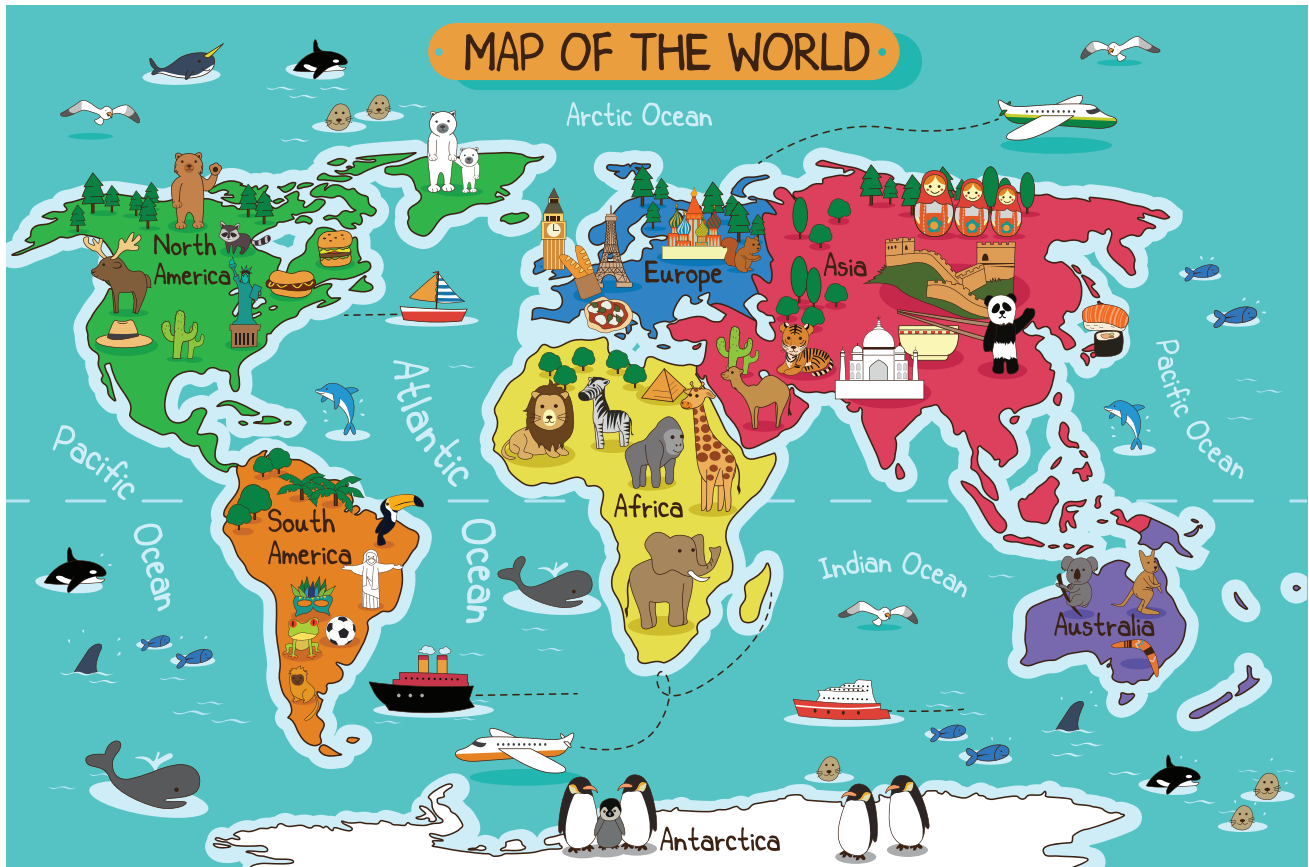 MAP OF THE WORLD
Arctic Ocean
North
America
Europe
Asia
Atlantic
Ocean
Pacific
Ocean
Pacific Ocean
South
America
Africa
Indian Ocean
Australia
Antarctica